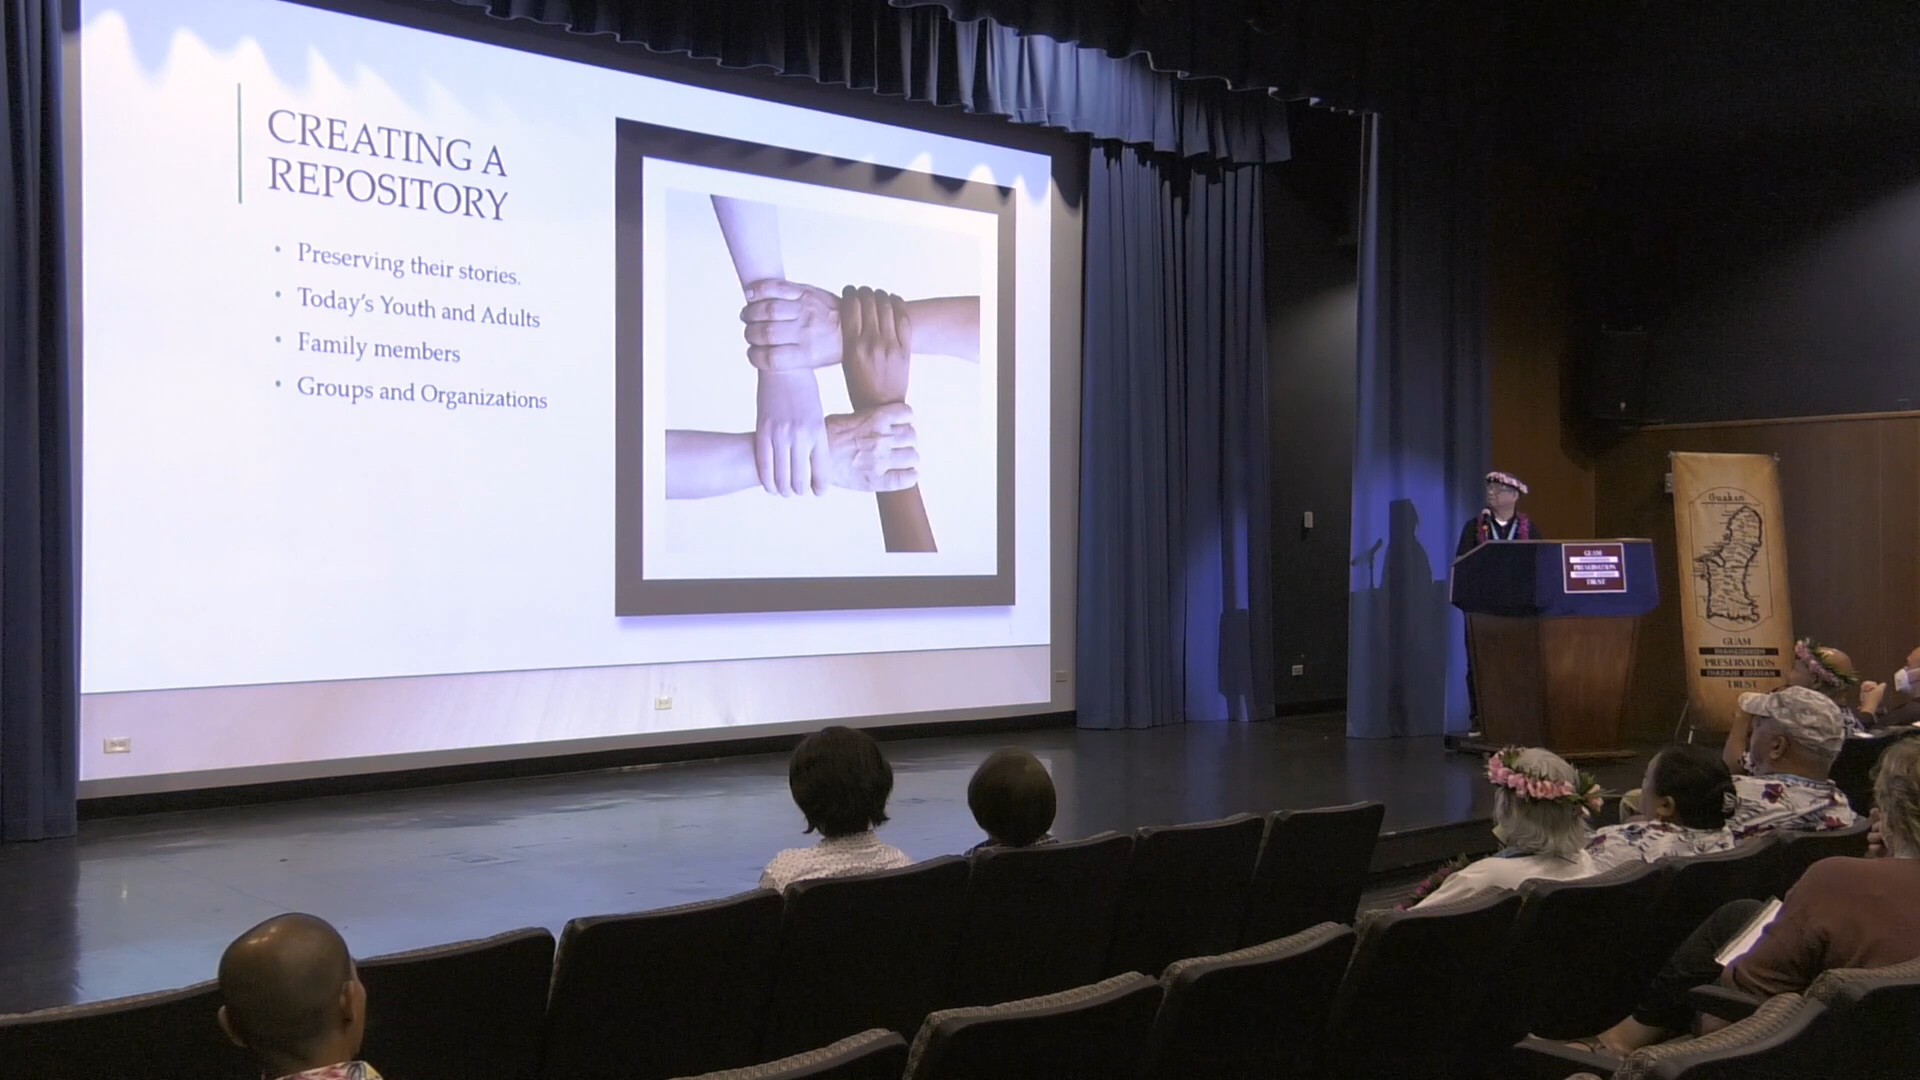 CREATING A
REPOSITORY
• Preserving their stories.
• Today's Youth and Adults
• Family members
• Groups and Organizations
GUAM
PRESERVATION
TRUST
GUAM
PRESERVATION
TRUST